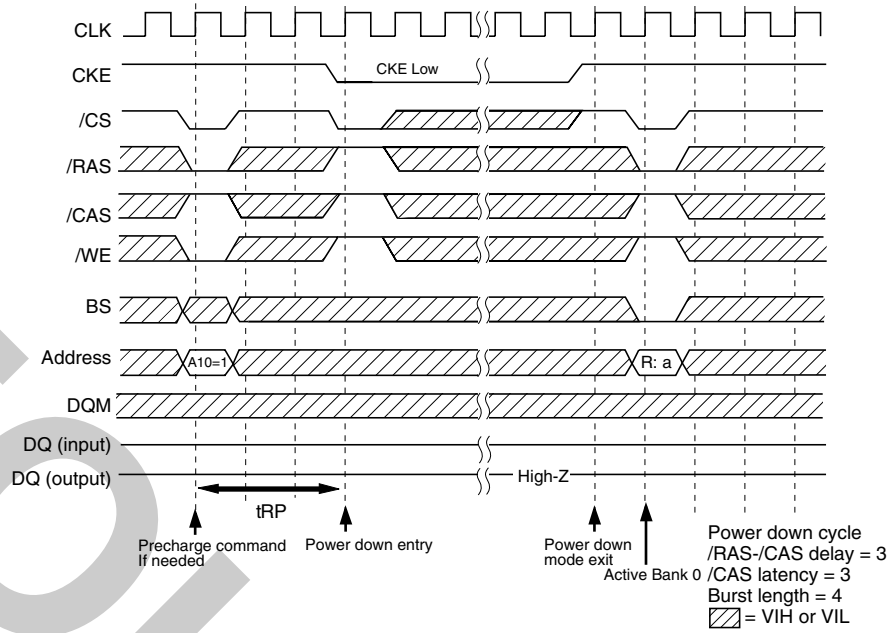 CLK
CKE
CKE Low
/CS
/RAS
/CAS
/WE
BS
Address
A10=1
R: a
DQM
DQ (input)
DQ (output)
High-Z
tRP
Precharge command
If needed
Power down entry
Power down
mode exit
Active Bank 0
Power down cycle
/RAS-/CAS delay = 3
/CAS latency = 3
Burst length = 4
= VIH or VIL